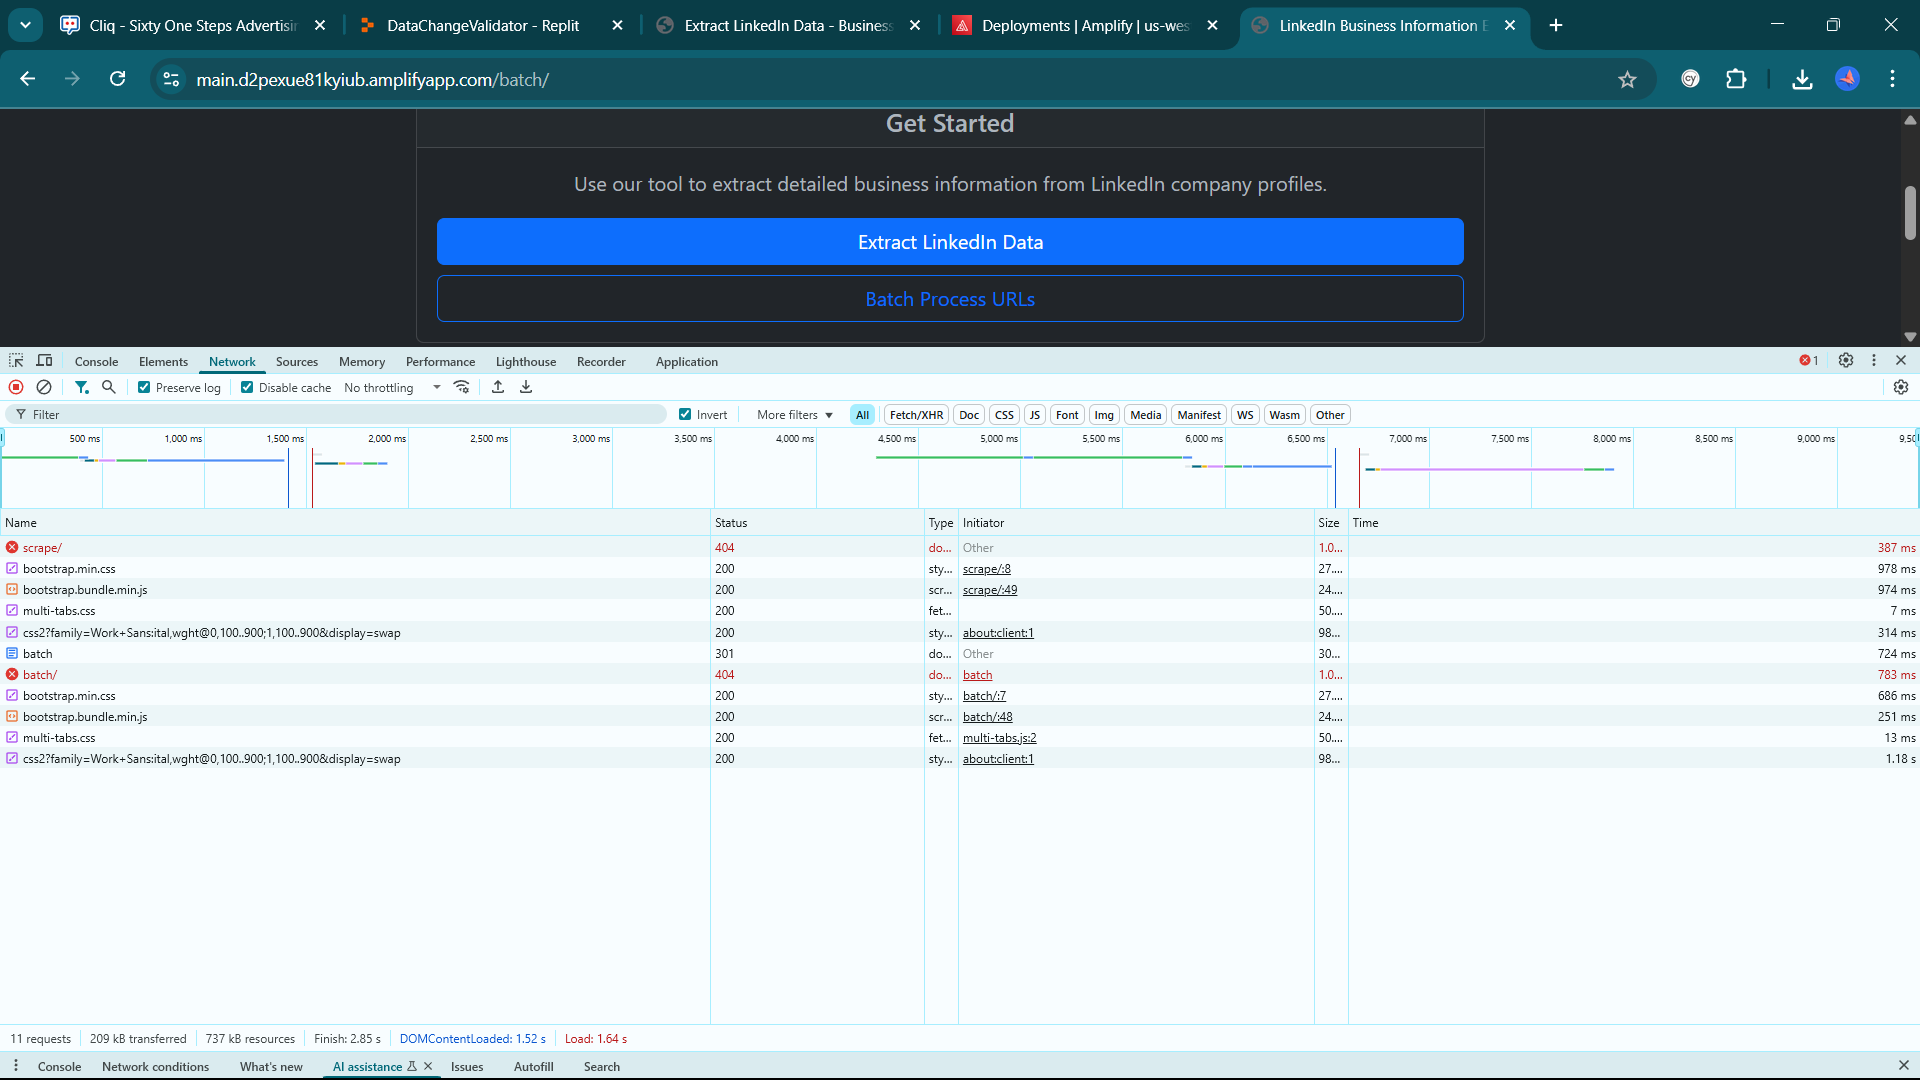 Cliq - Sixty One Steps Advertisin
DataChangeValidator - Replit
Extract LinkedIn Data - Business
Deployments | Amplify | us-wes
LinkedIn Business Information E
main.d2pexue81kyiub.amplifyapp.com/batch/
Get Started
Use our tool to extract detailed business information from LinkedIn company profiles.
Extract LinkedIn Data
Batch Process URLs
Console Elements Network Sources Memory Performance Lighthouse Recorder Application 1
Preserve log Disable cache No throttling
Filter Invert More filters All Fetch/XHR Doc CSS JS Font Img Media Manifest WS Wasm Other
500 ms 1,000 ms 1,500 ms 2,000 ms 2,500 ms 3,000 ms 3,500 ms 4,000 ms 4,500 ms 5,000 ms 5,500 ms 6,000 ms 6,500 ms 7,000 ms 7,500 ms 8,000 ms 8,500 ms 9,000 ms 9,50
Name Status Type Initiator Size Time
scrape/ 404 do... Other 1.0... 387 ms
bootstrap.min.css 200 sty... scrape/:8 27.... 978 ms
bootstrap.bundle.min.js 200 scr... scrape/:49 24.... 974 ms
multi-tabs.css 200 fet... 50.... 7 ms
css2?family=Work+Sans:ital,wght@0,100..900;1,100..900&display=swap 200 sty... about:client:1 98... 314 ms
batch 301 do... Other 30... 724 ms
batch/ 404 do... batch 1.0... 783 ms
bootstrap.min.css 200 sty... batch/:7 27.... 686 ms
bootstrap.bundle.min.js 200 scr... batch/:48 24.... 251 ms
multi-tabs.css 200 fet... multi-tabs.js:2 50.... 13 ms
css2?family=Work+Sans:ital,wght@0,100..900;1,100..900&display=swap 200 sty... about:client:1 98... 1.18 s
11 requests 209 kB transferred 737 kB resources Finish: 2.85 s DOMContentLoaded: 1.52 s Load: 1.64 s
Console Network conditions What's new AI assistance Issues Autofill Search